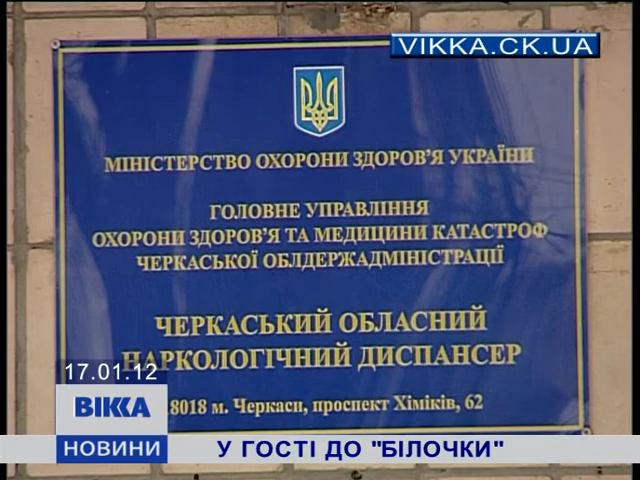 VIKKA.CK.UA
МІНІСТЕРСТВО ОХОРОНИ ЗДОРОВ'Я УКРАЇНИ
ГОЛОВНЕ УПРАВЛІННЯ
ОХОРОНИ ЗДОРОВ'Я ТА МЕДИЦИНИ КАТАСТРОФ
ЧЕРКАСЬКОЇ ОБЛДЕРЖАДМІНІСТРАЦІЇ
ЧЕРКАСЬКИЙ ОБЛАСНИЙ
НАРКОЛОГІЧНИЙ ДИСПАНСЕР
17.01.12
18018 м. Черкаси, проспект Хіміків, 62
ВІККА
НОВИНИ
У ГОСТІ ДО "БІЛОЧКИ"